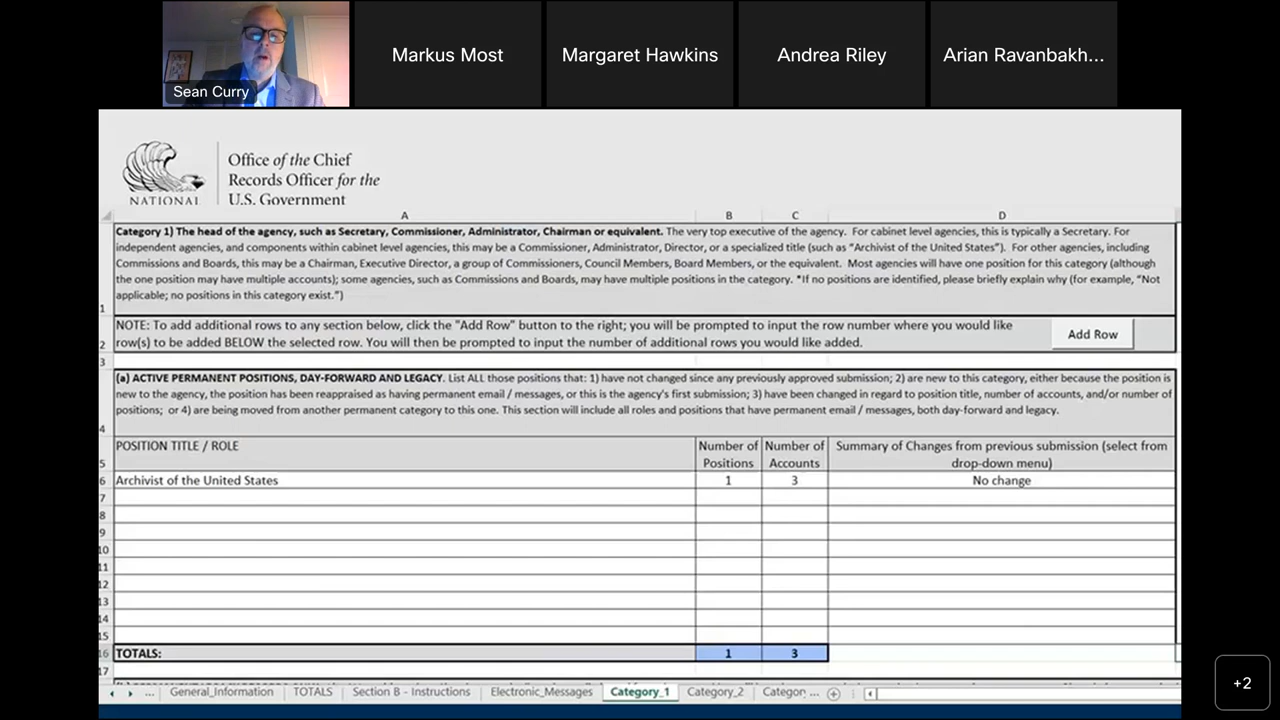 Sean Curry
Markus Most
Margaret Hawkins
Andrea Riley
Arian Ravanbakh...
Office of the Chief
Records Officer for the
U.S. Government
NATIONAL
A B C D
Category 1) The head of the agency, such as Secretary, Commissioner, Administrator, Chairman or equivalent. The very top executive of the agency. For cabinet level agencies, this is typically a Secretary. For
independent agencies, and components within cabinet level agencies, this may be a Commissioner, Administrator, Director, or a specialized title (such as "Archivist of the United States"). For other agencies, including
Commissions and Boards, this may be a Chairman, Executive Director, a group of Commissioners, Council Members, Board Members, or the equivalent. Most agencies will have one position for this category (although
the one position may have multiple accounts); some agencies, such as Commissions and Boards, may have multiple positions in the category. *If no positions are identified, please briefly explain why (for example, "Not
applicable; no positions in this category exist.")
1
NOTE: To add additional rows to any section below, click the "Add Row" button to the right; you will be prompted to input the row number where you would like
row(s) to be added BELOW the selected row. You will then be prompted to input the number of additional rows you would like added.
Add Row
2
3
(a) ACTIVE PERMANENT POSITIONS, DAY-FORWARD AND LEGACY. List ALL those positions that: 1) have not changed since any previously approved submission; 2) are new to this category, either because the position is
new to the agency, the position has been reappraised as having permanent email / messages, or this is the agency's first submission; 3) have been changed in regard to position title, number of accounts, and/or number of
positions; or 4) are being moved from another permanent category to this one. This section will include all roles and positions that have permanent email / messages, both day-forward and legacy.
4
POSITION TITLE / ROLE
Number of
Positions
Number of
Accounts
Summary of Changes from previous submission (select from
drop-down menu)
5
6 Archivist of the United States 1 3 No change
7
8
9
10
11
12
13
14
15
16 TOTALS: 1 3
17
... General_Information TOTALS Section B - Instructions Electronic_Messages Category_1 Category_2 Categor ...
+2